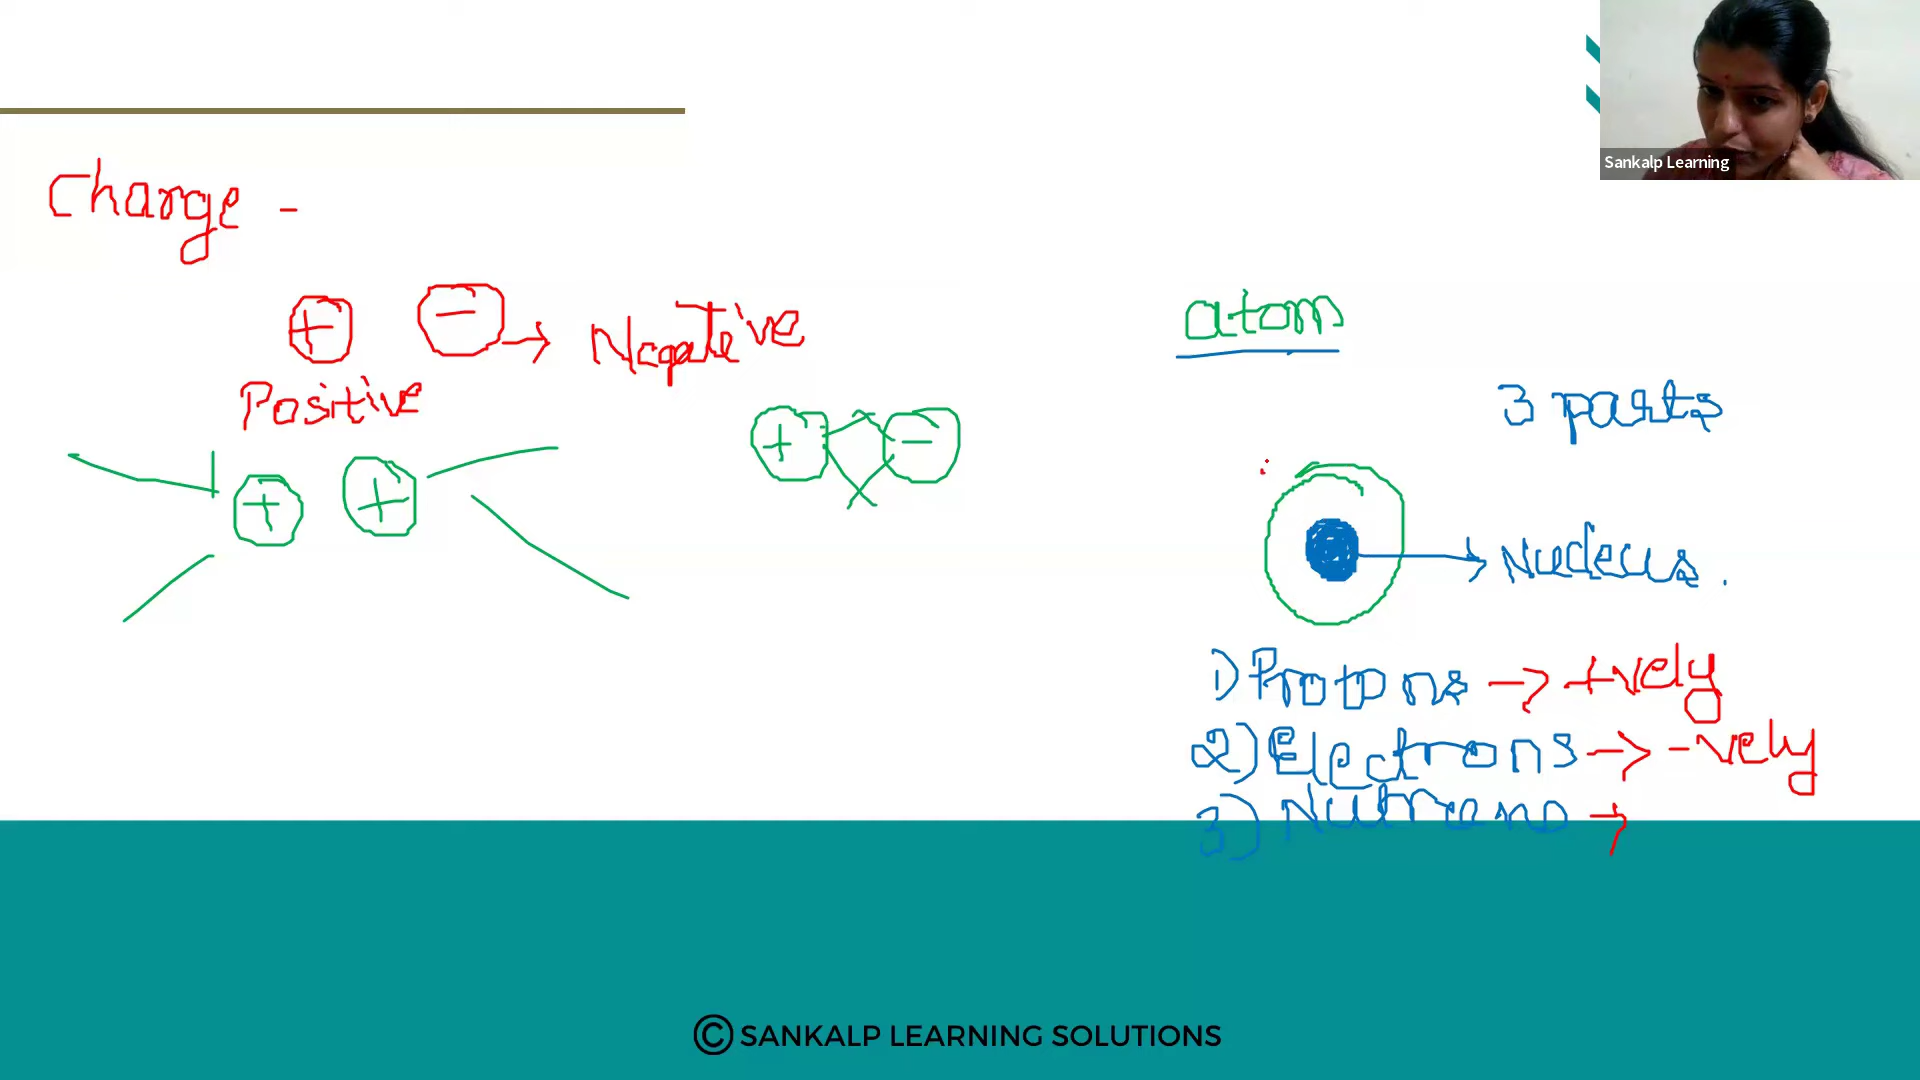 Charge -
+ - → Negative
Positive
+ + + -
atom
3 parts
→ Nucleus.
1) Protons → +vely
2) Electrons → -vely
3) Nutrons →
Sankalp Learning
© SANKALP LEARNING SOLUTIONS